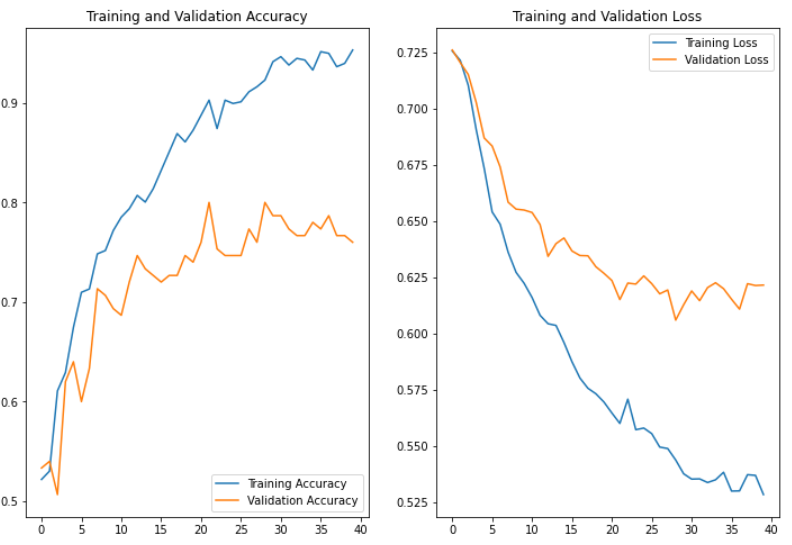 Training and Validation Accuracy
0.9
0.8
0.7
0.6
0.5
0 5 10 15 20 25 30 35 40
Training Accuracy
Validation Accuracy
Training and Validation Loss
0.725
0.700
0.675
0.650
0.625
0.600
0.575
0.550
0.525
0 5 10 15 20 25 30 35 40
Training Loss
Validation Loss